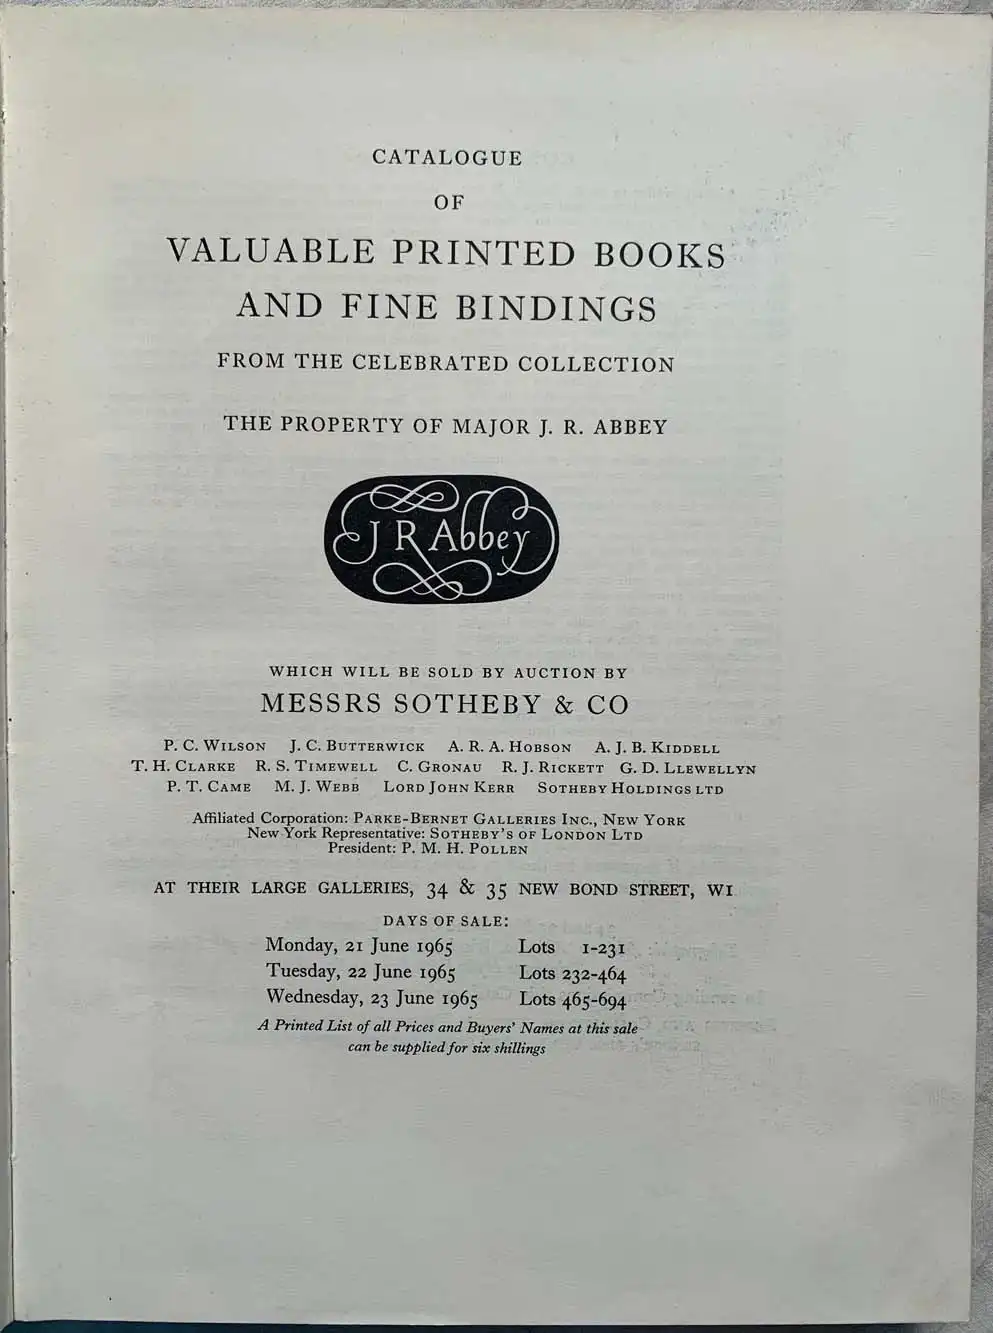 CATALOGUE
OF
VALUABLE PRINTED BOOKS
AND FINE BINDINGS
FROM THE CELEBRATED COLLECTION
THE PROPERTY OF MAJOR J. R. ABBEY
J R Abbey
WHICH WILL BE SOLD BY AUCTION BY
MESSRS SOTHEBY & CO
P. C. WILSON J. C. BUTTERWICK A. R. A. HOBSON A. J. B. KIDDELL
T. H. CLARKE R. S. TIMEWELL C. GRONAU R. J. RICKETT G. D. LLEWELLYN
P. T. CAME M. J. WEBB LORD JOHN KERR SOTHEBY HOLDINGS LTD
Affiliated Corporation: PARKE-BERNET GALLERIES INC., NEW YORK
New York Representative: SOTHEBY'S OF LONDON LTD
President: P. M. H. POLLEN
AT THEIR LARGE GALLERIES, 34 & 35 NEW BOND STREET, W1
DAYS OF SALE:
Monday, 21 June 1965 Lots 1-231
Tuesday, 22 June 1965 Lots 232-464
Wednesday, 23 June 1965 Lots 465-694
A Printed List of all Prices and Buyers' Names at this sale
can be supplied for six shillings